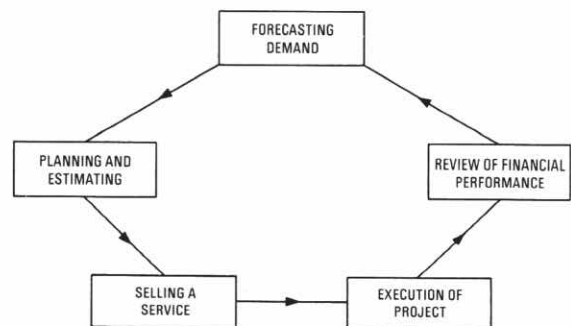 FORECASTING
DEMAND
PLANNING AND
ESTIMATING
REVIEW OF FINANCIAL
PERFORMANCE
SELLING A
SERVICE
EXECUTION OF
PROJECT